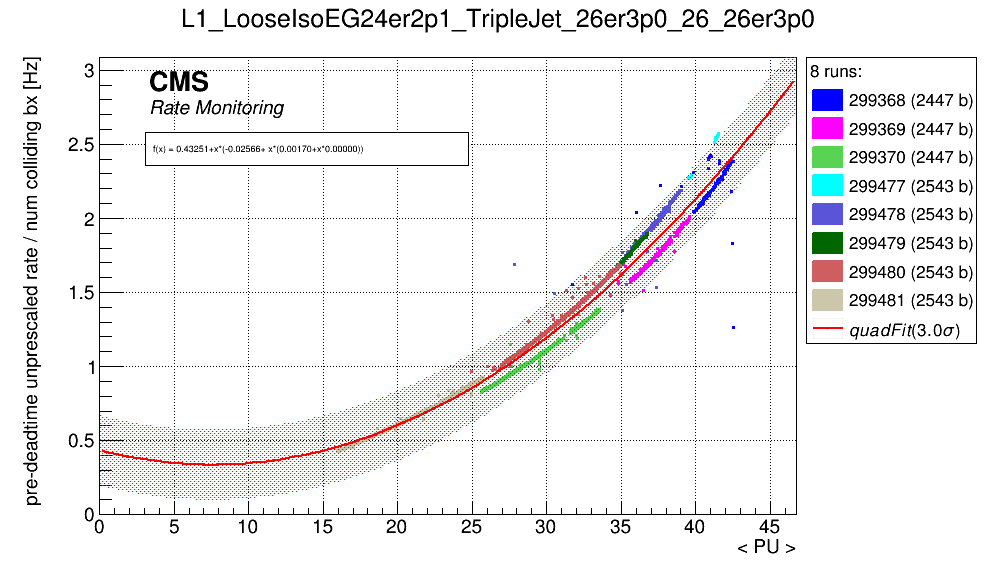 L1_LooseIsoEG24er2p1_TripleJet_26er3p0_26_26er3p0
pre-deadtime unprescaled rate / num colliding bx [Hz]
3
2.5
2
1.5
1
0.5
0
CMS
Rate Monitoring
f(x) = 0.43251+x*(-0.02566+ x*(0.00170+x*0.00000))
0 5 10 15 20 25 30 35 40 45
< PU >
8 runs:
299368 (2447 b)
299369 (2447 b)
299370 (2447 b)
299477 (2543 b)
299478 (2543 b)
299479 (2543 b)
299480 (2543 b)
299481 (2543 b)
quadFit(3.0σ)